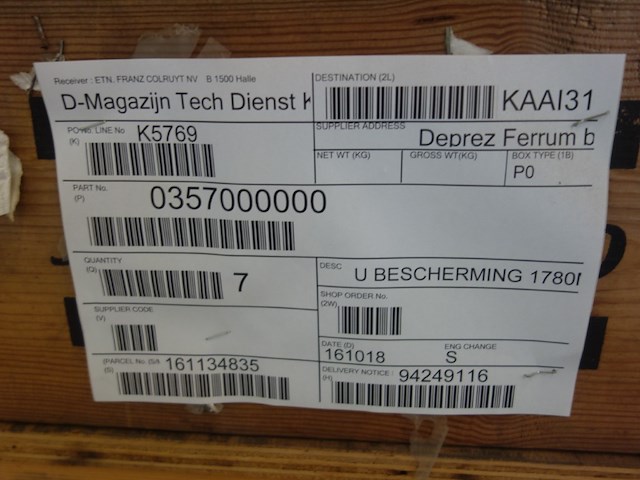 Receiver : ETN. FRANZ COLRUYT NV B 1500 Halle
D-Magazijn Tech Dienst
DESTINATION (2L)
KAAI31
LINE No K5769
(K)
SUPPLIER ADDRESS
Deprez Ferrum b
NET WT (KG) GROSS WT(KG) BOX TYPE (1B)
P0
PART No.
(P)
0357000000
QUANTITY
(Q)
7
DESC U BESCHERMING 1780
SHOP ORDER No.
(2W)
SUPPLIER CODE
(V)
DATE (D) ENG CHANGE
161018 S
(PARCEL No. 161134835
(S)
DELIVERY NOTICE : 94249116
(H)